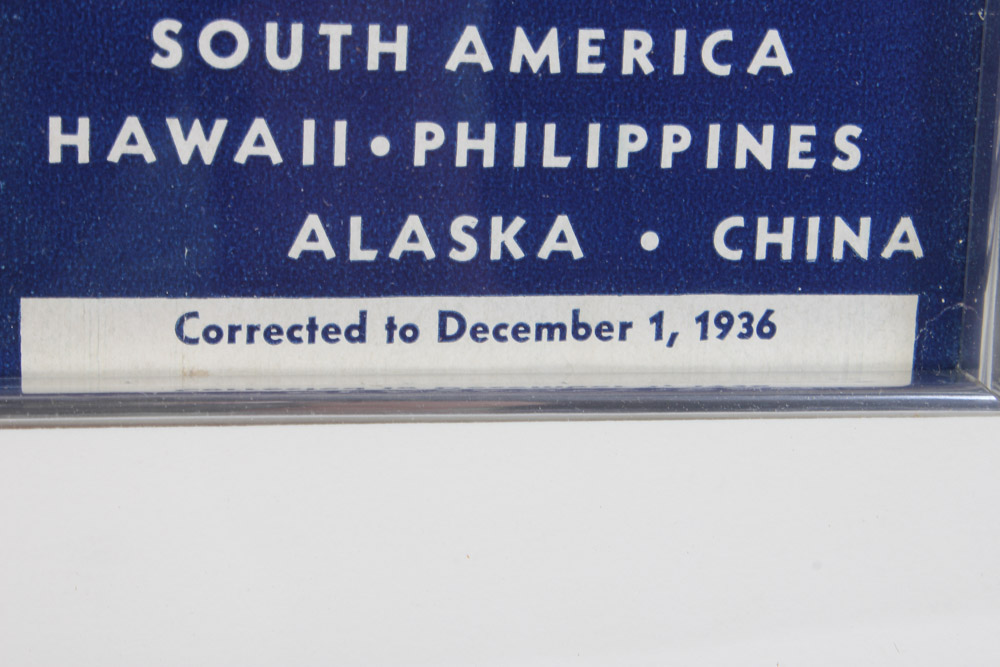 SOUTH AMERICA
HAWAII • PHILIPPINES
ALASKA • CHINA
Corrected to December 1, 1936